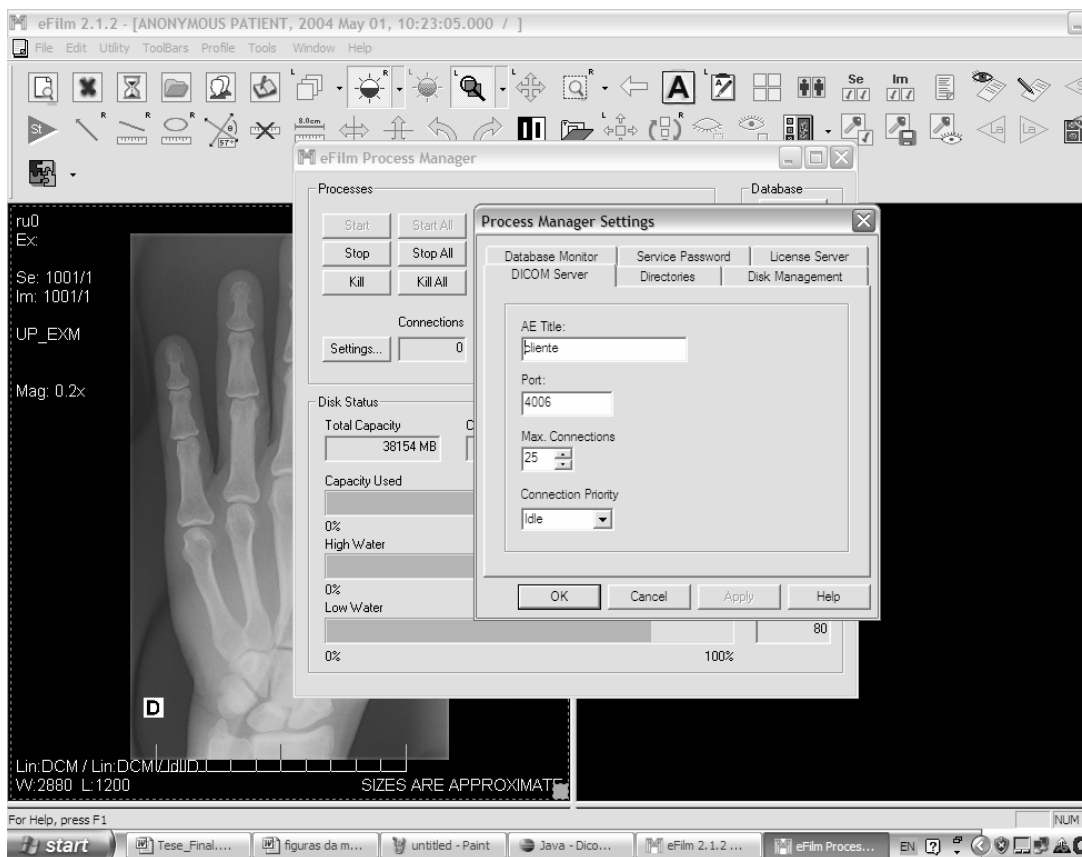 eFilm 2.1.2 - [ANONYMOUS PATIENT, 2004 May 01, 10:23:05.000 / ]
File Edit Utility ToolBars Profile Tools Window Help
L R L L R L Se Im
St R R R R 57° 8.0cm L R La La
eFilm Process Manager
Processes
Database
Start Start All
Stop Stop All
Kill Kill All
Connections
Settings... 0
Disk Status
Total Capacity C
38154 MB
Capacity Used
0%
High Water
0%
Low Water
80
0% 100%
Process Manager Settings
Database Monitor Service Password License Server
DICOM Server Directories Disk Management
AE Title:
cliente
Port:
4006
Max. Connections
25
Connection Priority
Idle
OK Cancel Apply Help
ru0
Ex:
Se: 1001/1
Im: 1001/1
UP_EXM
Mag: 0.2x
D
Lin:DCM / Lin:DCM
W:2880 L:1200 SIZES ARE APPROXIMATE
For Help, press F1 NUM
start Tese_Final.... figuras da m... untitled - Paint Java - Dico... eFilm 2.1.2 ... eFilm Proces... EN